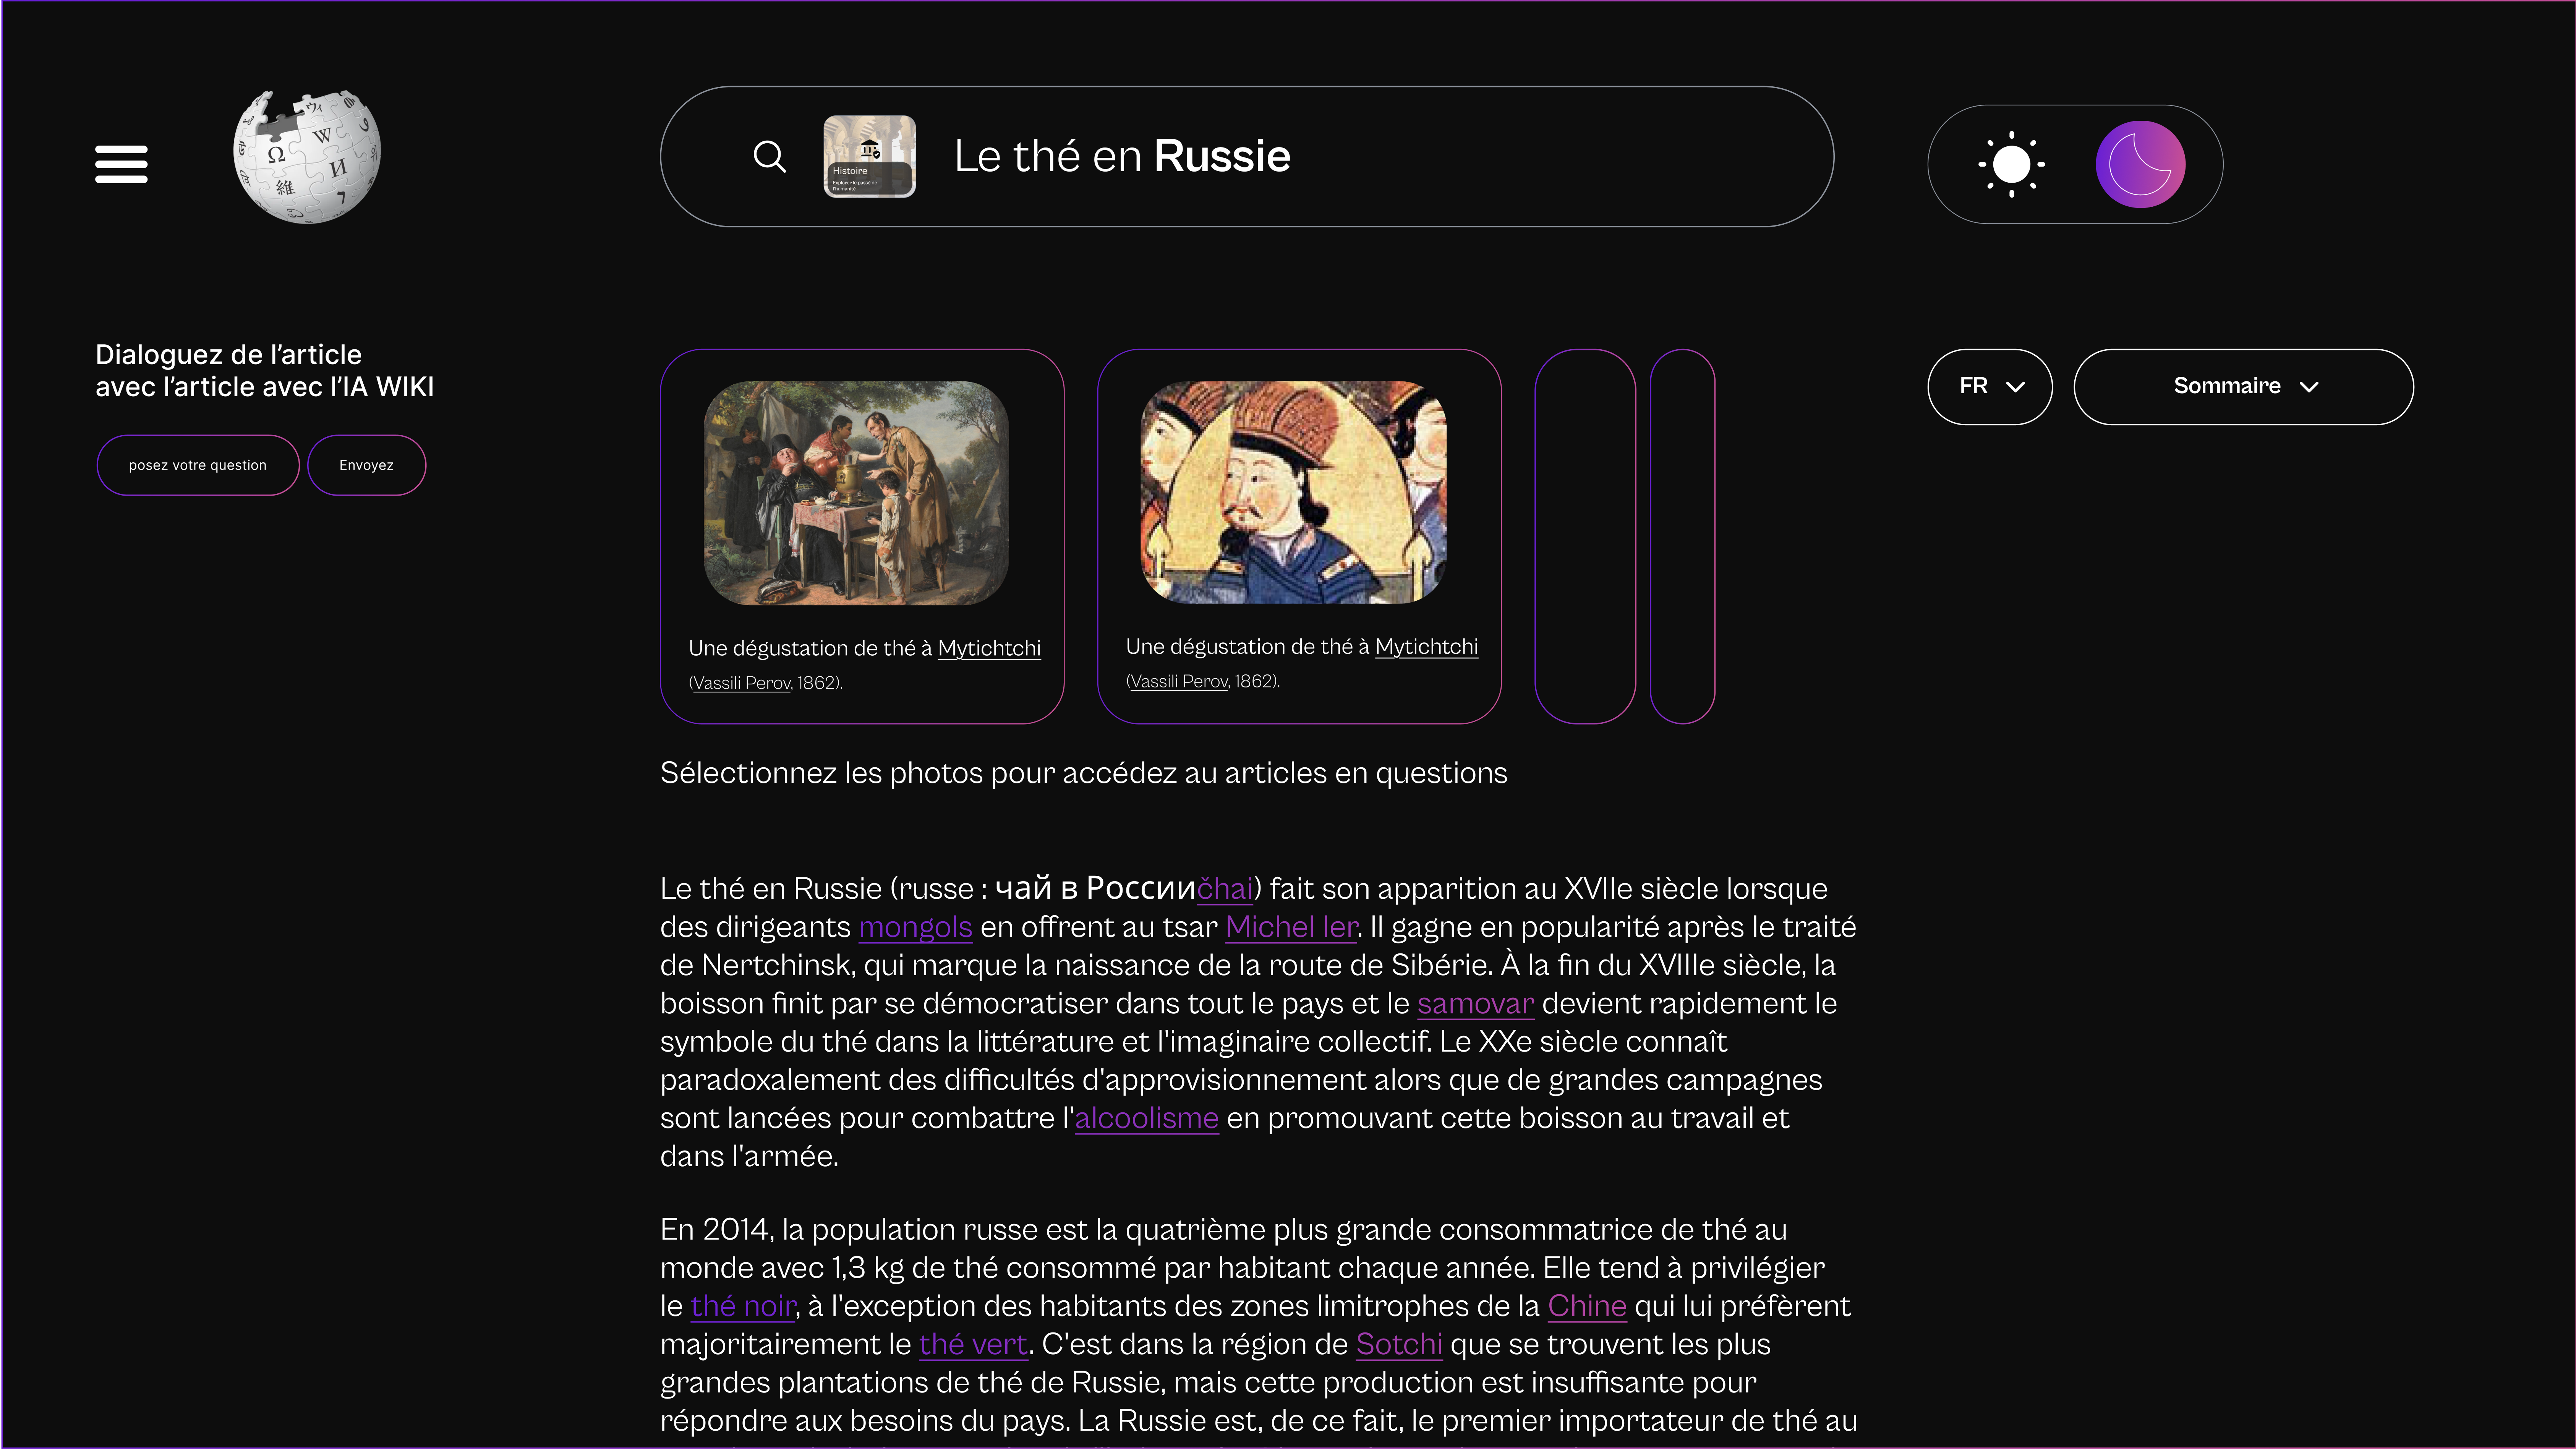 Histoire
Explorer le passé de
l'humanité
Le thé en Russie
Dialoguez de l’article
avec l’article avec l’IA WIKI
posez votre question
Envoyez
FR
Sommaire
Une dégustation de thé à Mytichtchi
(Vassili Perov, 1862).
Une dégustation de thé à Mytichtchi
(Vassili Perov, 1862).
Sélectionnez les photos pour accédez au articles en questions
Le thé en Russie (russe : чай в Россииčhai) fait son apparition au XVIIe siècle lorsque
des dirigeants mongols en offrent au tsar Michel Ier. Il gagne en popularité après le traité
de Nertchinsk, qui marque la naissance de la route de Sibérie. À la fin du XVIIIe siècle, la
boisson finit par se démocratiser dans tout le pays et le samovar devient rapidement le
symbole du thé dans la littérature et l'imaginaire collectif. Le XXe siècle connaît
paradoxalement des difficultés d'approvisionnement alors que de grandes campagnes
sont lancées pour combattre l'alcoolisme en promouvant cette boisson au travail et
dans l'armée.
En 2014, la population russe est la quatrième plus grande consommatrice de thé au
monde avec 1,3 kg de thé consommé par habitant chaque année. Elle tend à privilégier
le thé noir, à l'exception des habitants des zones limitrophes de la Chine qui lui préfèrent
majoritairement le thé vert. C'est dans la région de Sotchi que se trouvent les plus
grandes plantations de thé de Russie, mais cette production est insuffisante pour
répondre aux besoins du pays. La Russie est, de ce fait, le premier importateur de thé au